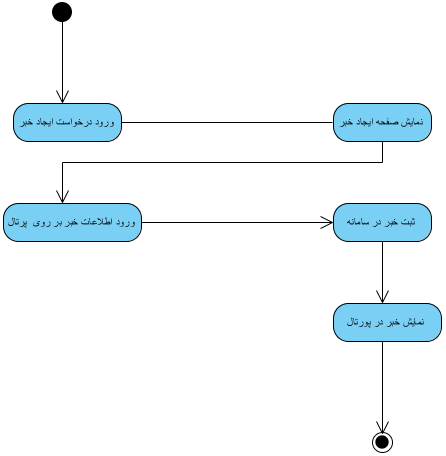 ورود درخواست ایجاد خبر
نمایش صفحه ایجاد خبر
ورود اطلاعات خبر بر روی پرتال
ثبت خبر در سامانه
نمایش خبر در پورتال